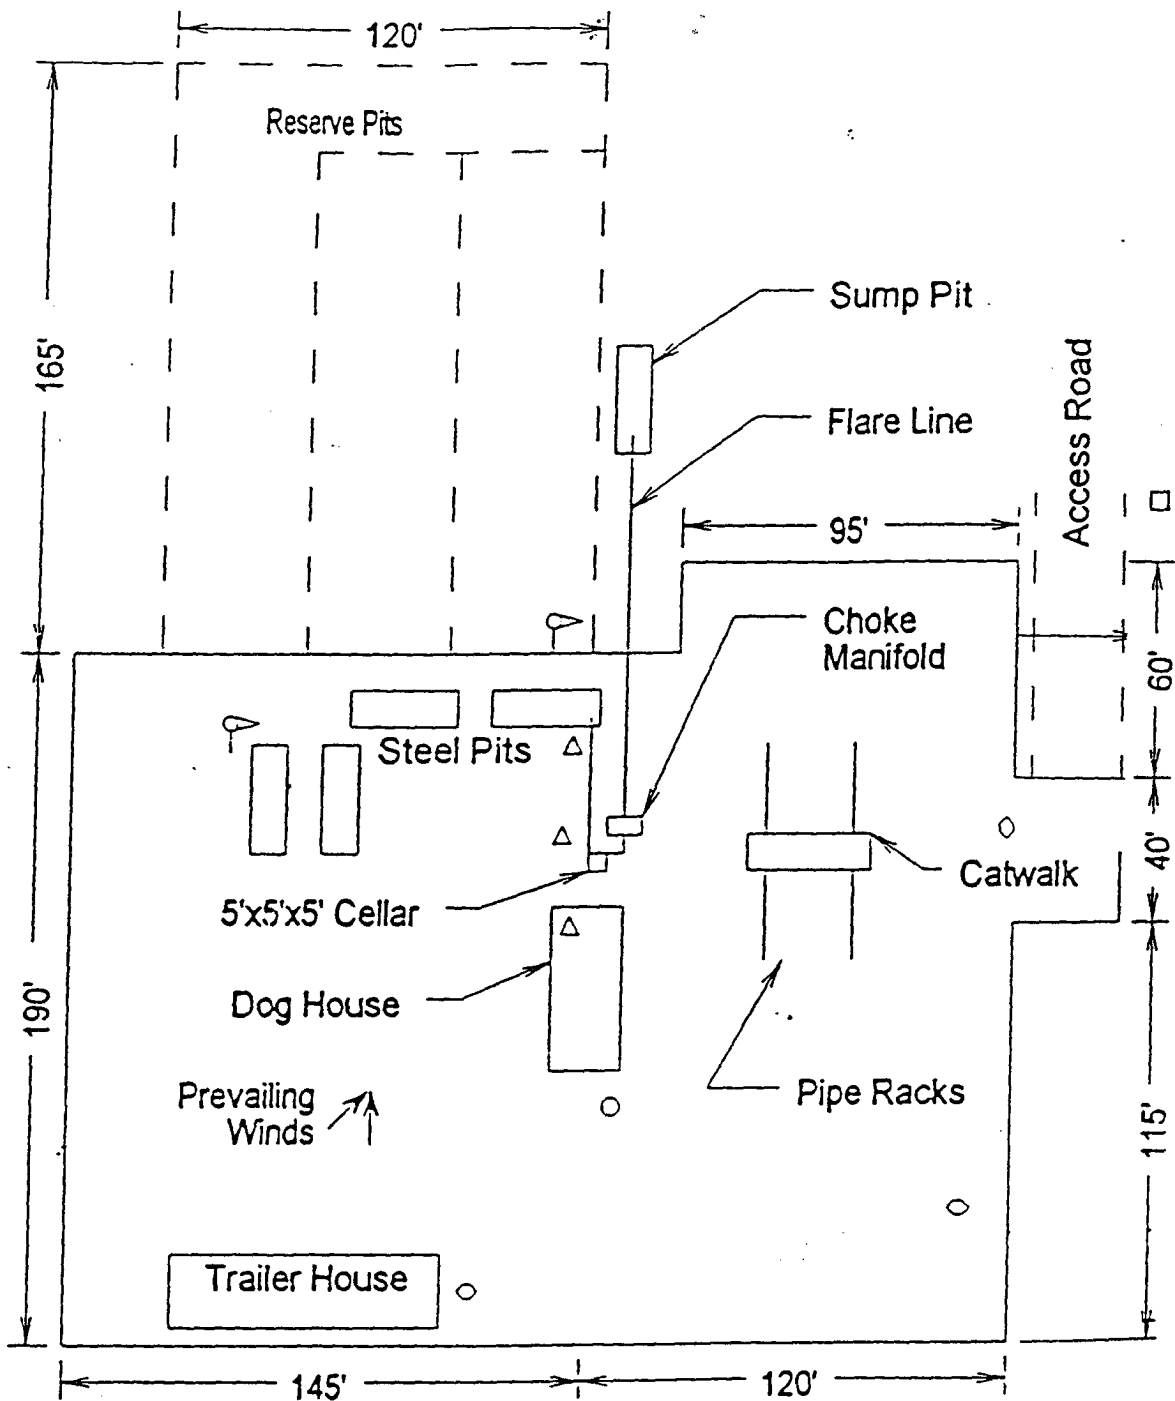 120'
Reserve Pits
Sump Pit
165'
Access Road
Flare Line
95'
Choke
Manifold
60'
Steel Pits
40'
Catwalk
5'x5'x5' Cellar
190'
Dog House
Prevailing
Winds
Pipe Racks
115'
Trailer House
145'
120'